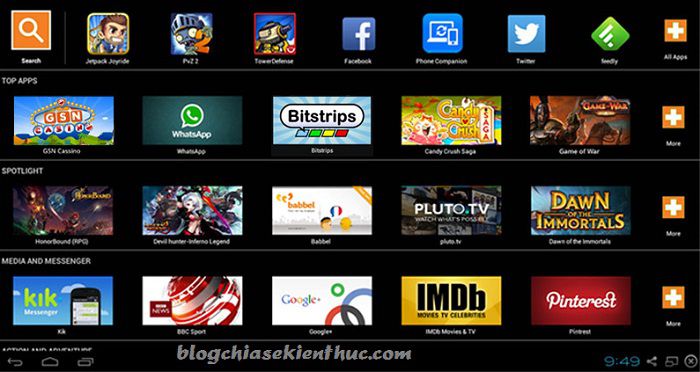 Search
Jetpack Joyride
PvZ 2
TowerDefense
Facebook
Phone Companion
Twitter
feedly
All Apps
TOP APPS
GSN CASINO
WhatsApp
Bitstrips
Candy Crush SAGA
GAME OF WAR
GSN Cassino
WhatsApp
Bitstrips
Candy Crush Saga
Game of War
More
SPOTLIGHT
HONORBOUND
babbel
PLUTO.TV
WATCH WHAT'S POSSIBLE
DAWN OF THE IMMORTALS
HonorBound (RPG)
Devil hunter-Inferno Legend
Babbel
pluto.tv
Dawn of the Immortals
More
MEDIA AND MESSENGER
kik
Messenger
BBC NEWS
Google+
IMDb
MOVIES TV CELEBRITIES
Pinterest
Kik
BBC Sport
Google+
IMDb Movies & TV
Pintrest
More
ACTION AND ADVENTURE
blogchiasekienthuc.com
9:49